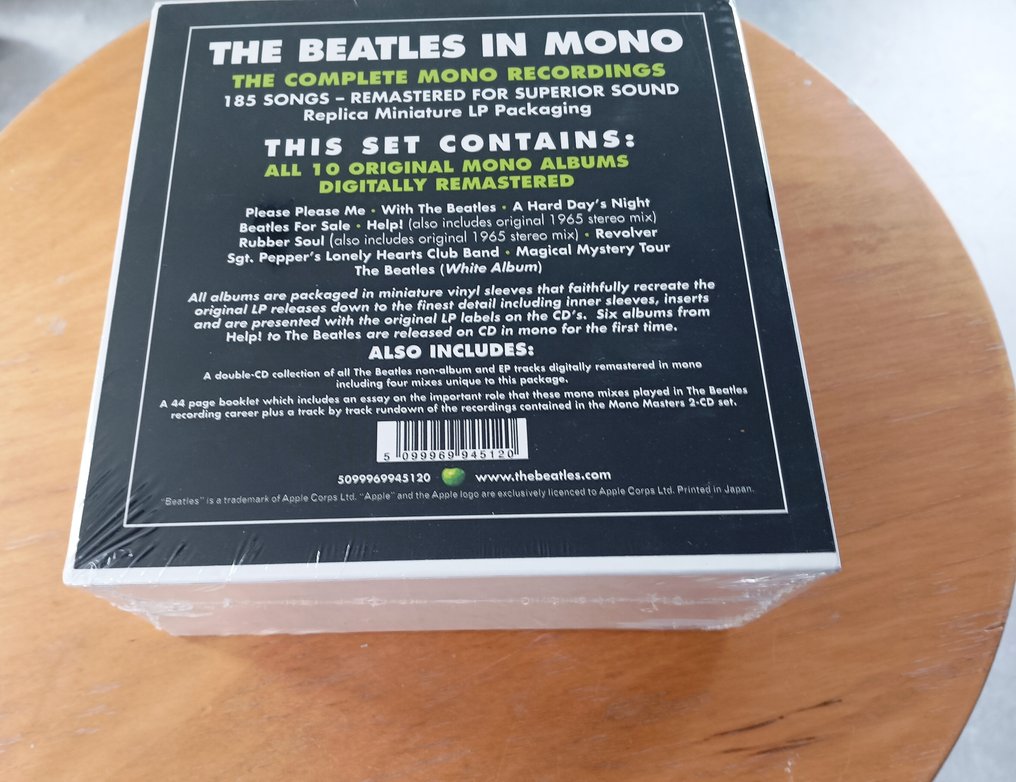 THE BEATLES IN MONO
THE COMPLETE MONO RECORDINGS
185 SONGS – REMASTERED FOR SUPERIOR SOUND
Replica Miniature LP Packaging
THIS SET CONTAINS:
ALL 10 ORIGINAL MONO ALBUMS
DIGITALLY REMASTERED
Please Please Me • With The Beatles • A Hard Day's Night
Beatles For Sale • Help! (also includes original 1965 stereo mix)
Rubber Soul (also includes original 1965 stereo mix) • Revolver
Sgt. Pepper's Lonely Hearts Club Band • Magical Mystery Tour
The Beatles (White Album)
All albums are packaged in miniature vinyl sleeves that faithfully recreate the
original LP releases down to the finest detail including inner sleeves, inserts
and are presented with the original LP labels on the CD's. Six albums from
Help! to The Beatles are released on CD in mono for the first time.
ALSO INCLUDES:
A double-CD collection of all The Beatles non-album and EP tracks digitally remastered in mono
including four mixes unique to this package.
A 44 page booklet which includes an essay on the important role that these mono mixes played in The Beatles
recording career plus a track by track rundown of the recordings contained in the Mono Masters 2-CD set.
5 099969 945120
5099969945120 www.thebeatles.com
"Beatles" is a trademark of Apple Corps Ltd. "Apple" and the Apple logo are exclusively licenced to Apple Corps Ltd. Printed in Japan.